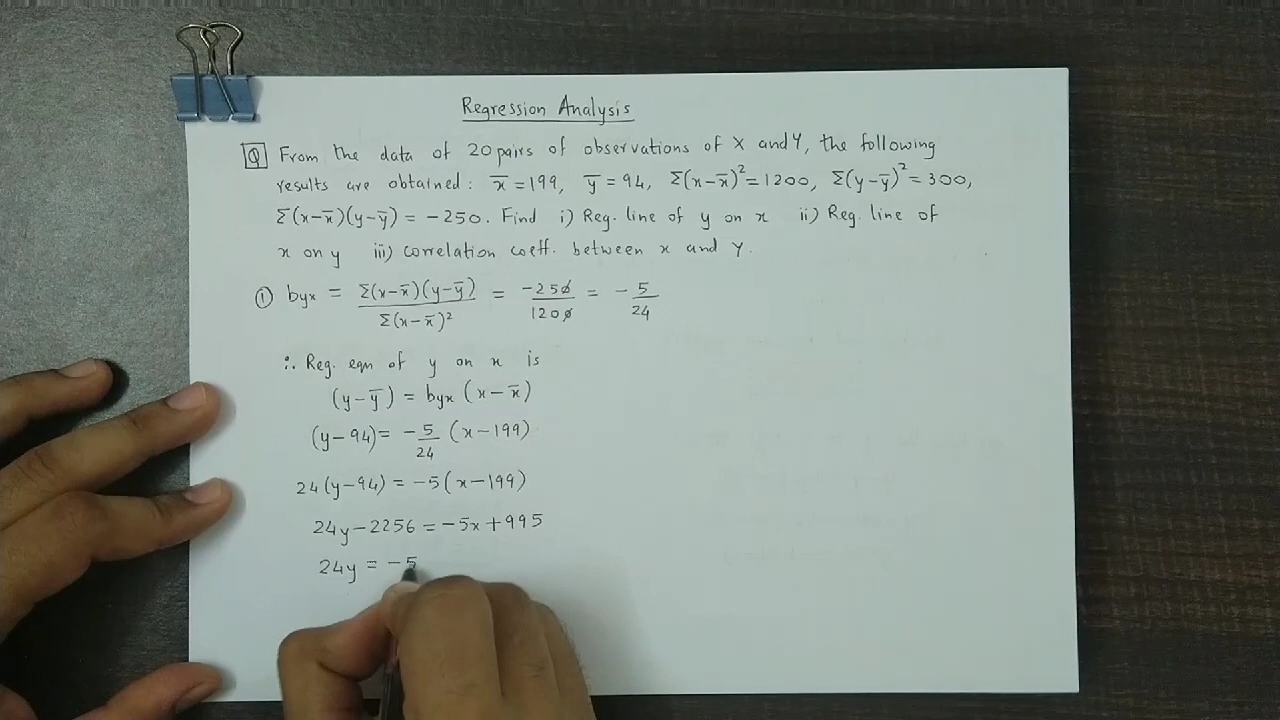 Regression Analysis
Q From the data of 20 pairs of observations of X and Y, the following
results are obtained: x̅ = 199, y̅ = 94, Σ(x-x̅)² = 1200, Σ(y-y̅)² = 300,
Σ(x-x̅)(y-y̅) = -250. Find i) Reg. line of y on x ii) Reg. line of
x on y iii) correlation coeff. between x and Y.
① byx = Σ(x-x̅)(y-y̅) / Σ(x-x̅)² = -250 / 1200 = - 5/24
∴ Reg. eqn of y on x is
(y-y̅) = byx (x-x̅)
(y-94) = -5/24 (x-199)
24(y-94) = -5(x-199)
24y-2256 = -5x+995
24y = -5